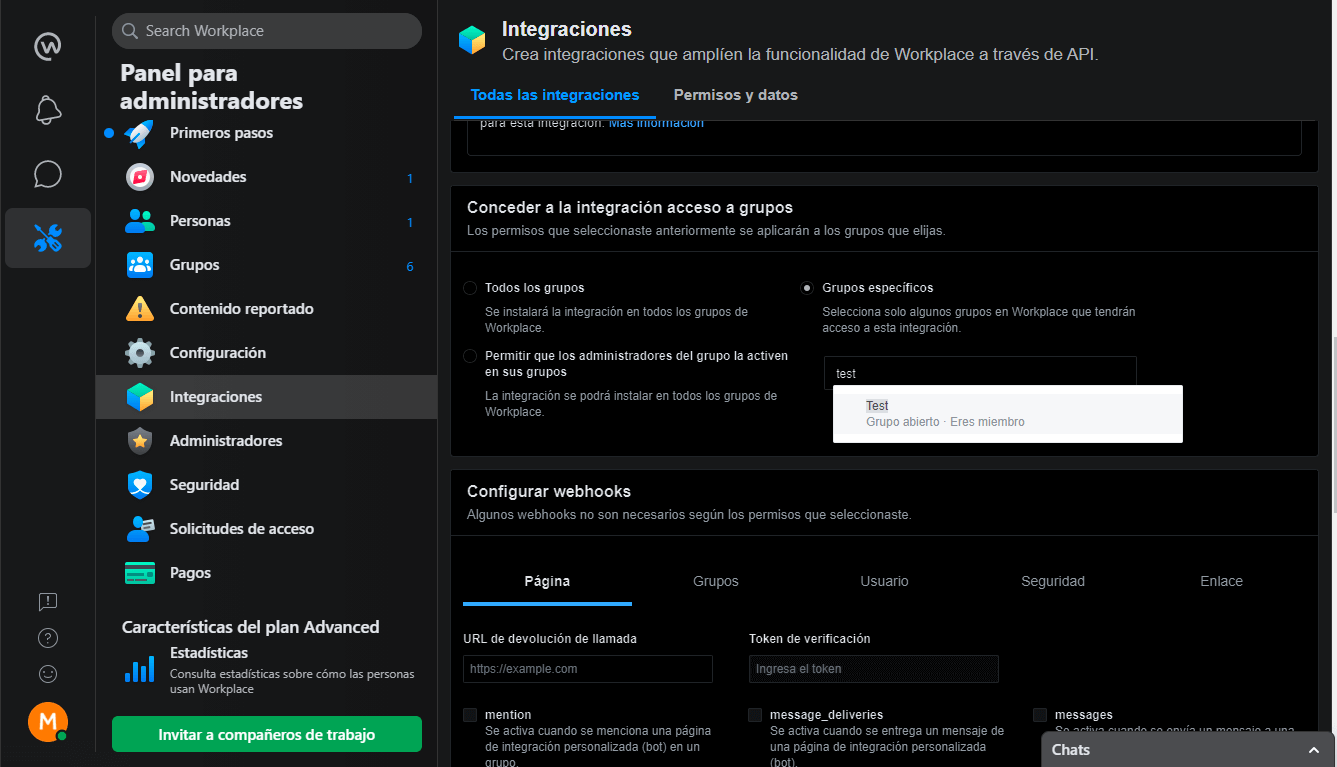 Search Workplace
Panel para
administradores
Primeros pasos
Novedades 1
Personas 1
Grupos 6
Contenido reportado
Configuración
Integraciones
Administradores
Seguridad
Solicitudes de acceso
Pagos
Características del plan Advanced
Estadísticas
Consulta estadísticas sobre cómo las personas
usan Workplace
M
Invitar a compañeros de trabajo
Integraciones
Crea integraciones que amplíen la funcionalidad de Workplace a través de API.
Todas las integraciones Permisos y datos
para esta integración. Más información
Conceder a la integración acceso a grupos
Los permisos que seleccionaste anteriormente se aplicarán a los grupos que elijas.
Todos los grupos
Se instalará la integración en todos los grupos de
Workplace.
Permitir que los administradores del grupo la activen
en sus grupos
La integración se podrá instalar en todos los grupos de
Workplace.
Grupos específicos
Selecciona solo algunos grupos en Workplace que tendrán
acceso a esta integración.
test
Test
Grupo abierto · Eres miembro
Configurar webhooks
Algunos webhooks no son necesarios según los permisos que seleccionaste.
Página Grupos Usuario Seguridad Enlace
URL de devolución de llamada
https://example.com
Token de verificación
Ingresa el token
mention
Se activa cuando se menciona una página
de integración personalizada (bot) en un
grupo.
message_deliveries
Se activa cuando se entrega un mensaje de
una página de integración personalizada
(bot).
messages
Se activa cuando se envía un mensaje a una
Chats